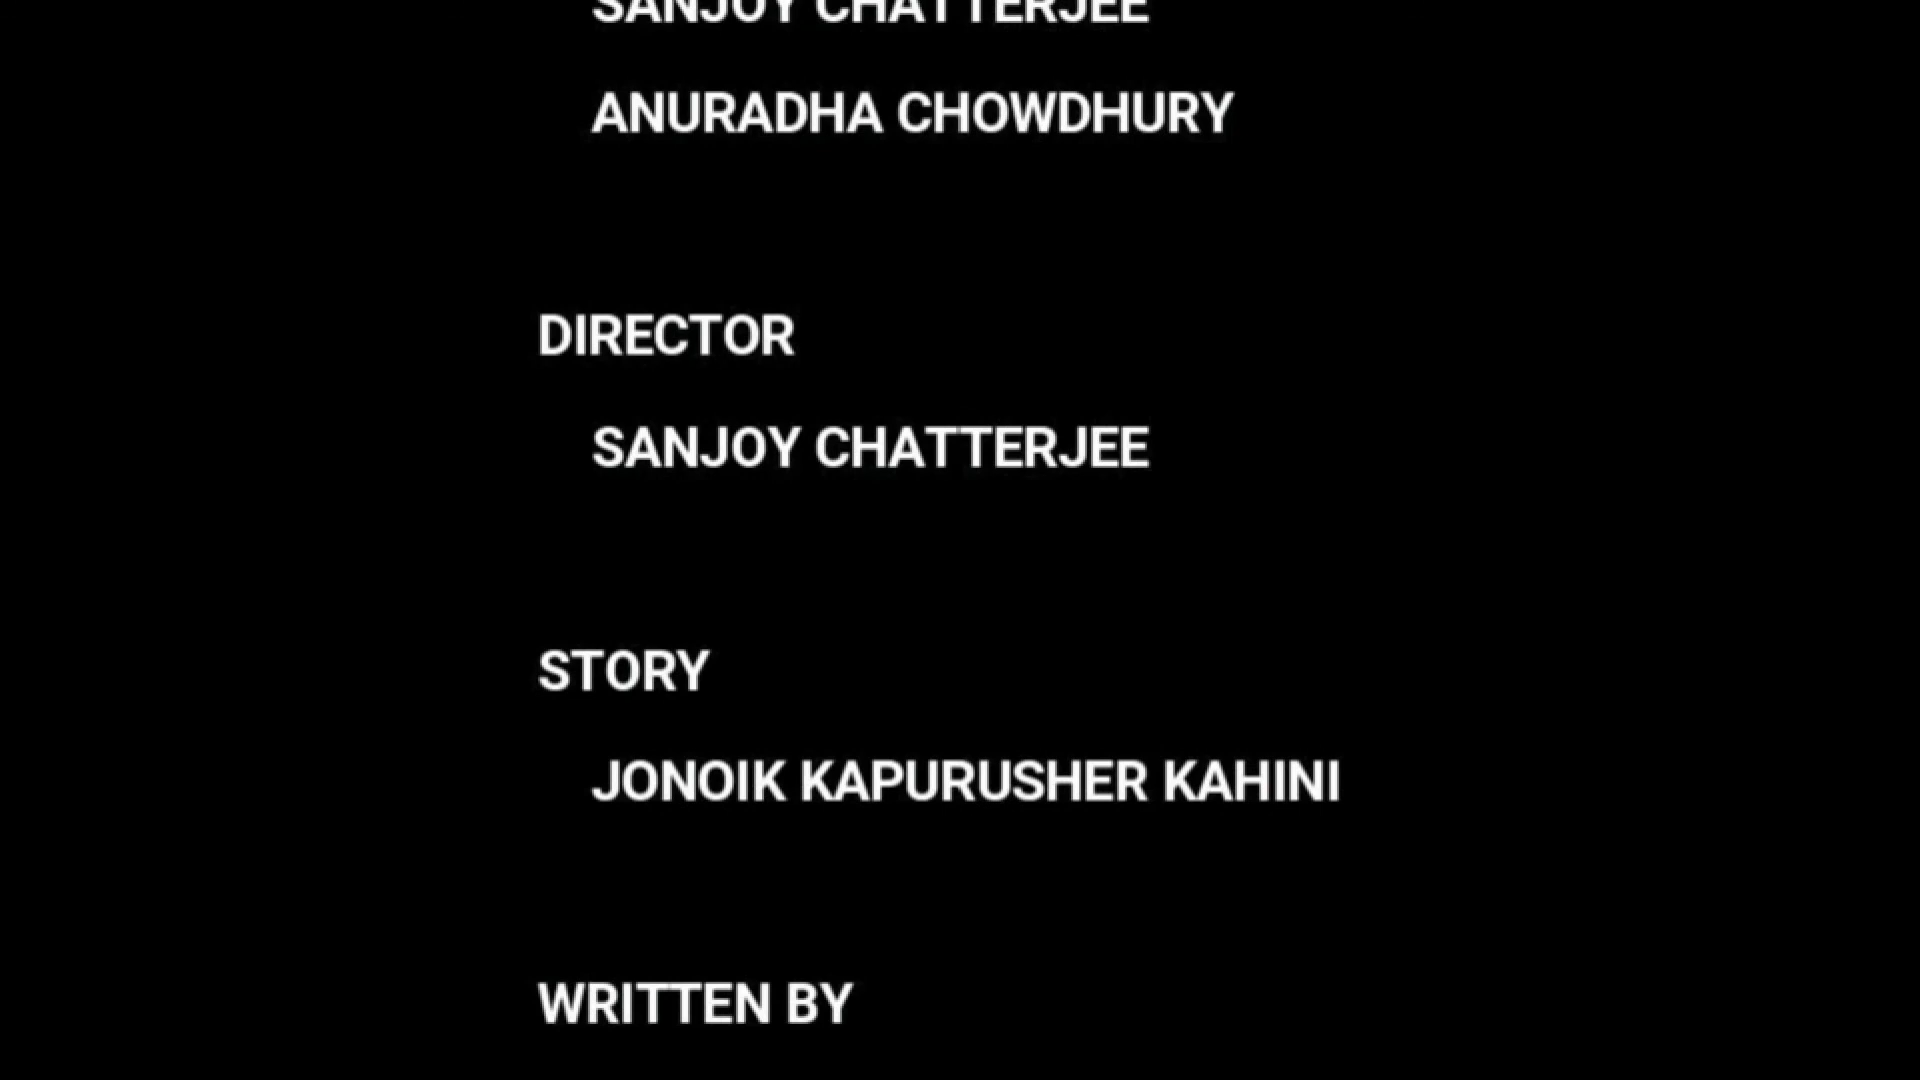 SANJOY CHATTERJEE
ANURADHA CHOWDHURY
DIRECTOR
SANJOY CHATTERJEE
STORY
JONOIK KAPURUSHER KAHINI
WRITTEN BY